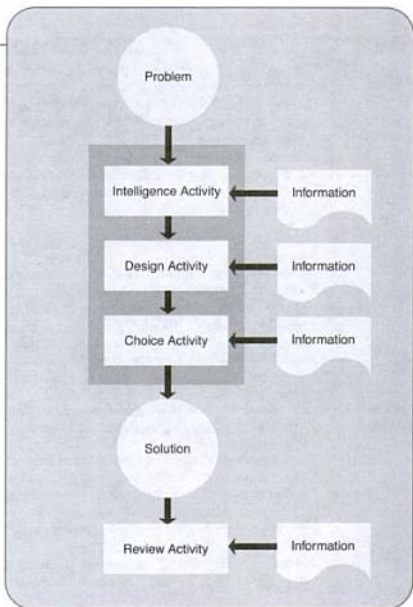 Problem
Intelligence Activity
Information
Design Activity
Information
Choice Activity
Information
Solution
Review Activity
Information